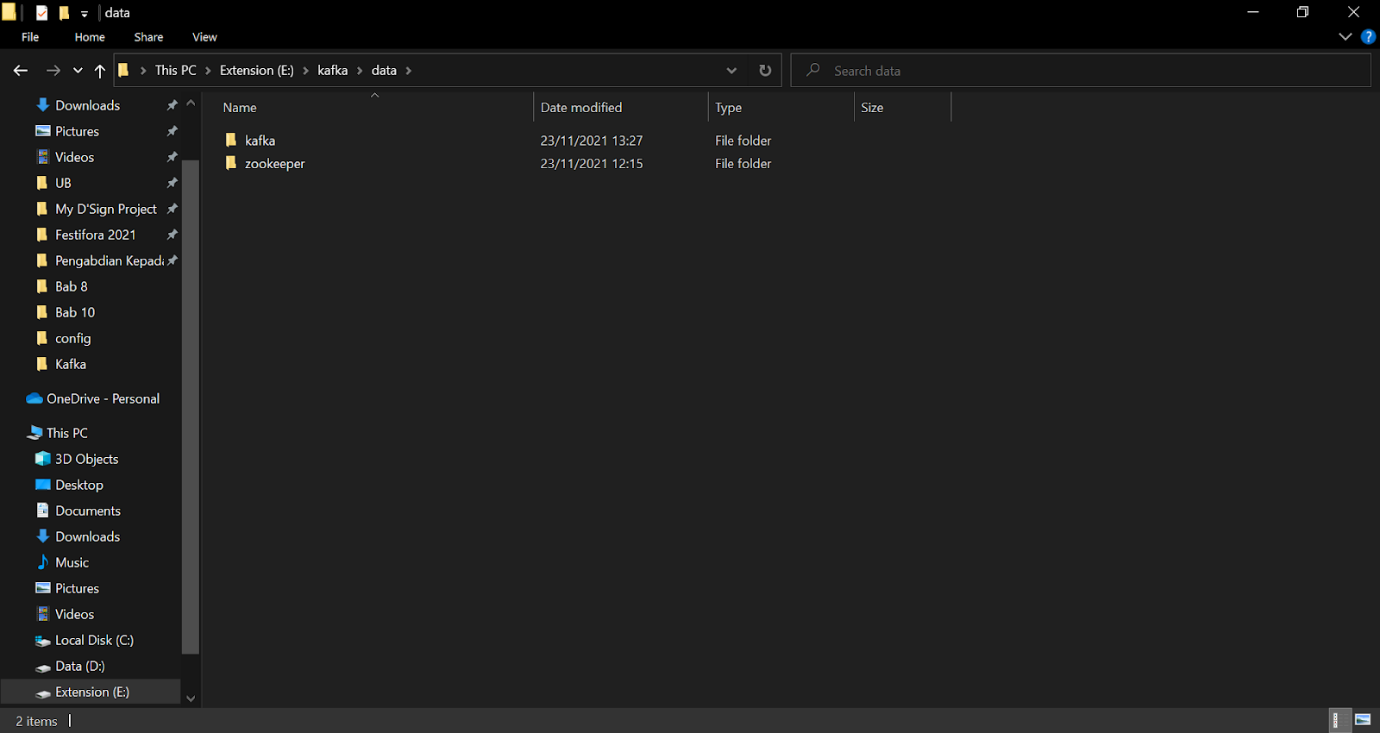 data
File Home Share View
This PC Extension (E:) kafka data
Search data
Downloads
Pictures
Videos
UB
My D'Sign Project
Festifora 2021
Pengabdian Kepada
Bab 8
Bab 10
config
Kafka
OneDrive - Personal
This PC
3D Objects
Desktop
Documents
Downloads
Music
Pictures
Videos
Local Disk (C:)
Data (D:)
Extension (E:)
Name Date modified Type Size
kafka 23/11/2021 13:27 File folder
zookeeper 23/11/2021 12:15 File folder
2 items